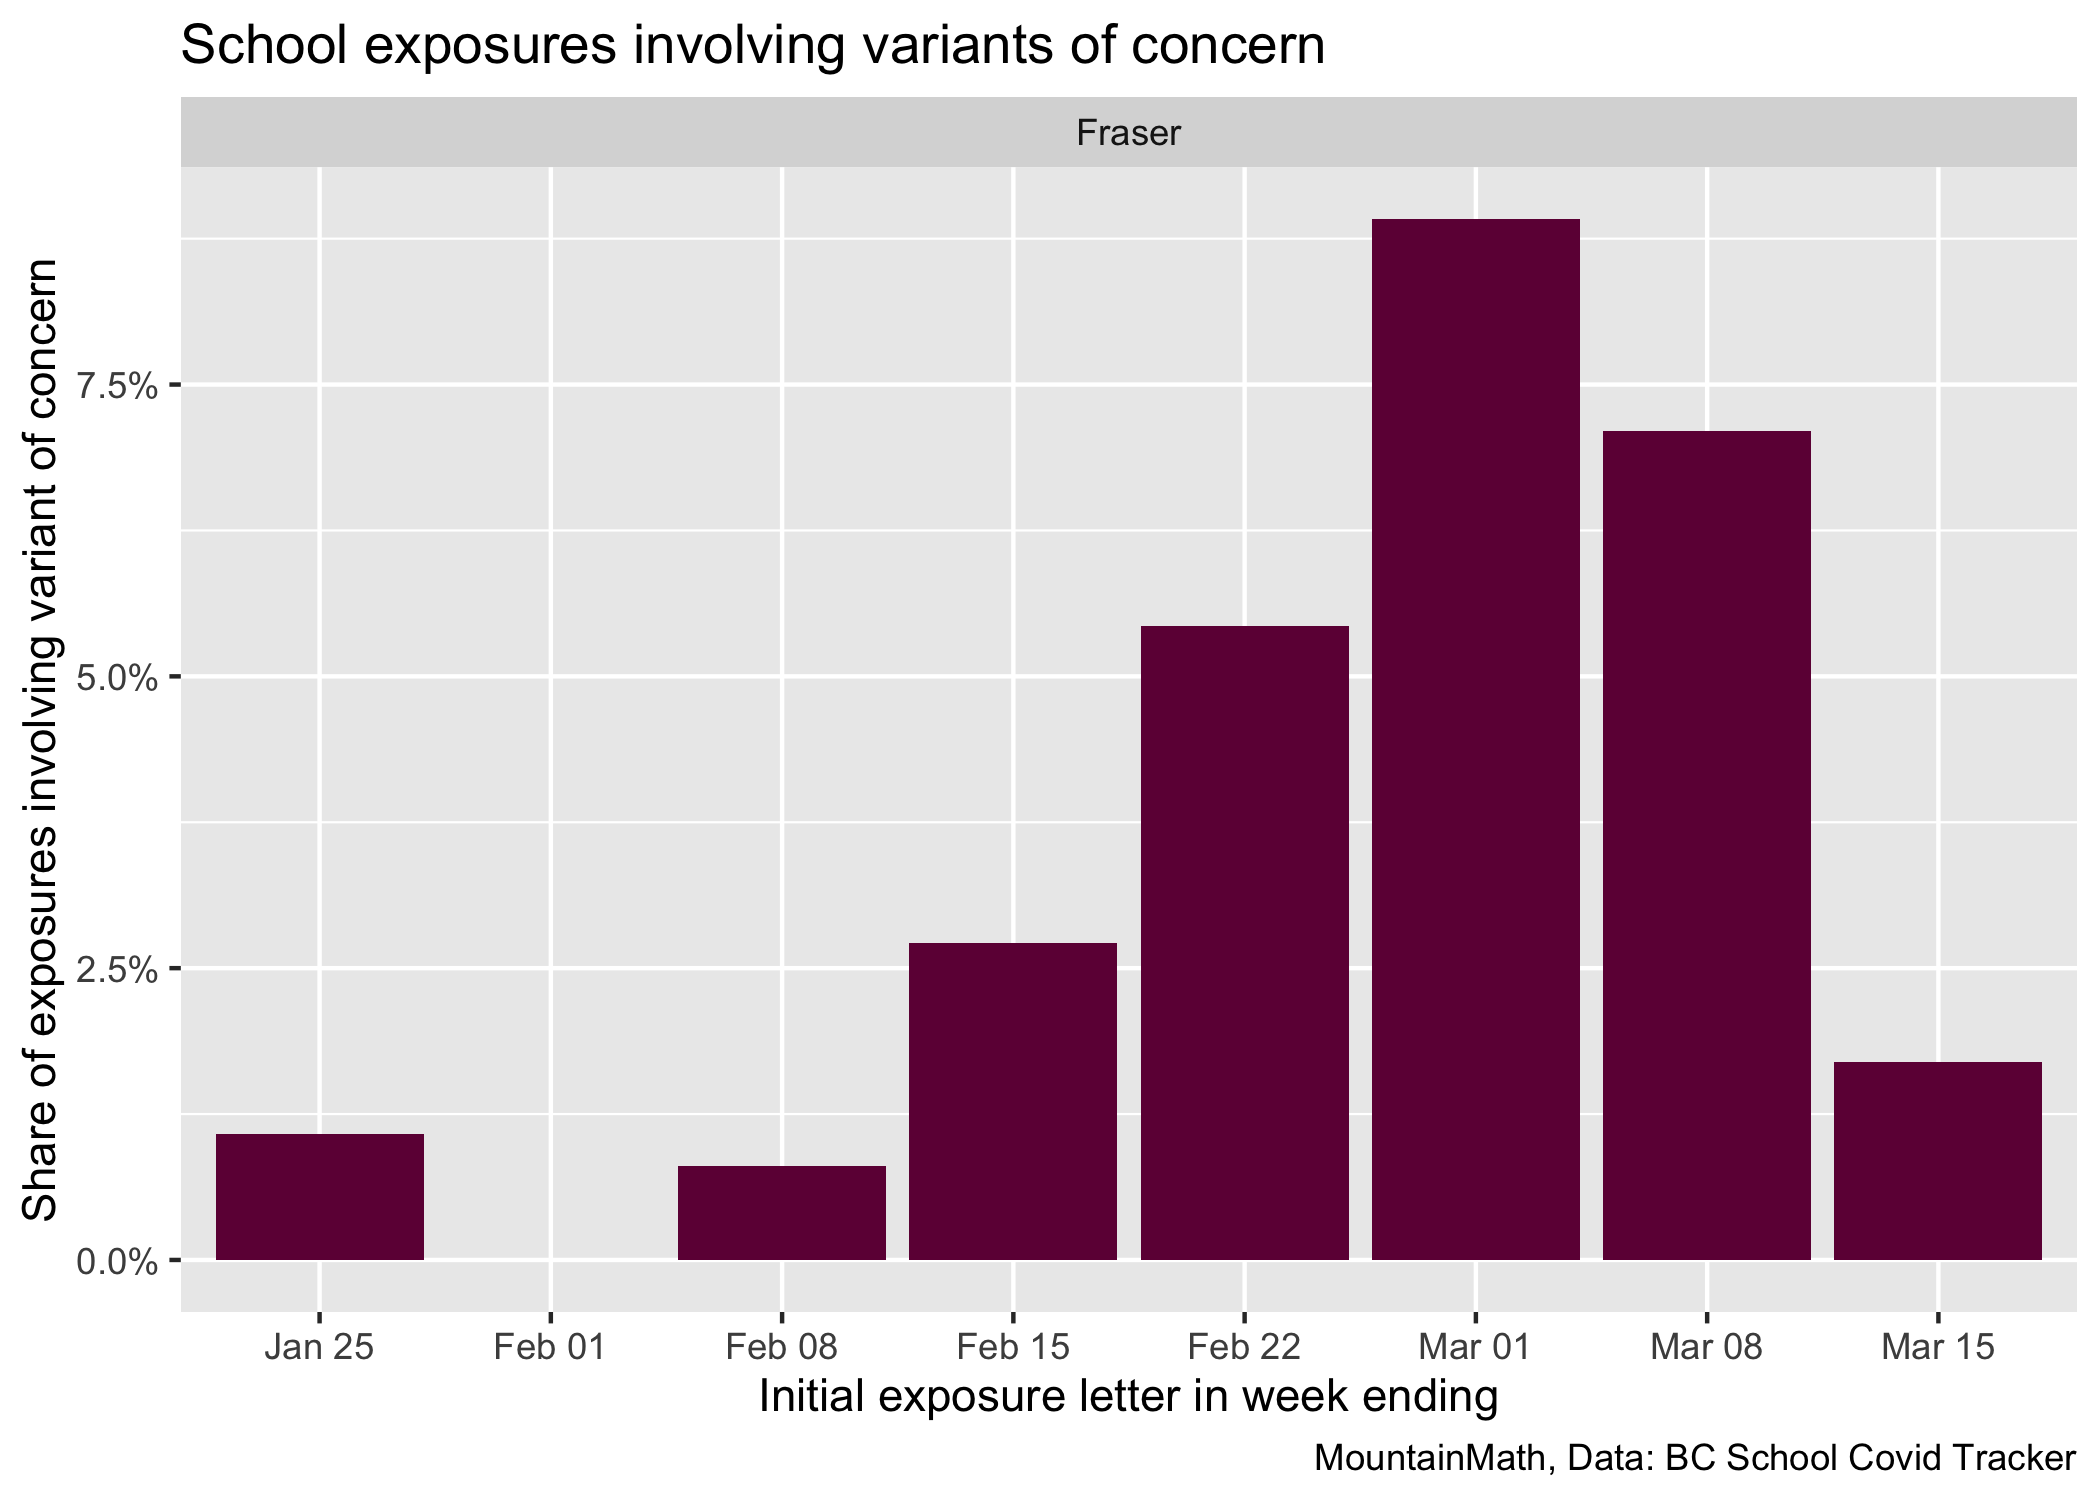 School exposures involving variants of concern
Fraser
Share of exposures involving variant of concern
7.5%
5.0%
2.5%
0.0%
Jan 25 Feb 01 Feb 08 Feb 15 Feb 22 Mar 01 Mar 08 Mar 15
Initial exposure letter in week ending
MountainMath, Data: BC School Covid Tracker